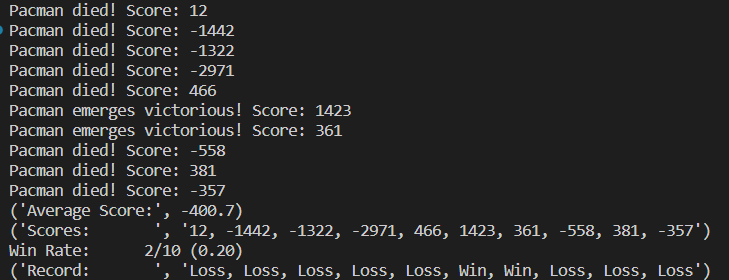 Pacman died! Score: 12
Pacman died! Score: -1442
Pacman died! Score: -1322
Pacman died! Score: -2971
Pacman died! Score: 466
Pacman emerges victorious! Score: 1423
Pacman emerges victorious! Score: 361
Pacman died! Score: -558
Pacman died! Score: 381
Pacman died! Score: -357
('Average Score:', -400.7)
('Scores:       ', '12, -1442, -1322, -2971, 466, 1423, 361, -558, 381, -357')
Win Rate:      2/10 (0.20)
('Record:       ', 'Loss, Loss, Loss, Loss, Loss, Win, Win, Loss, Loss, Loss')